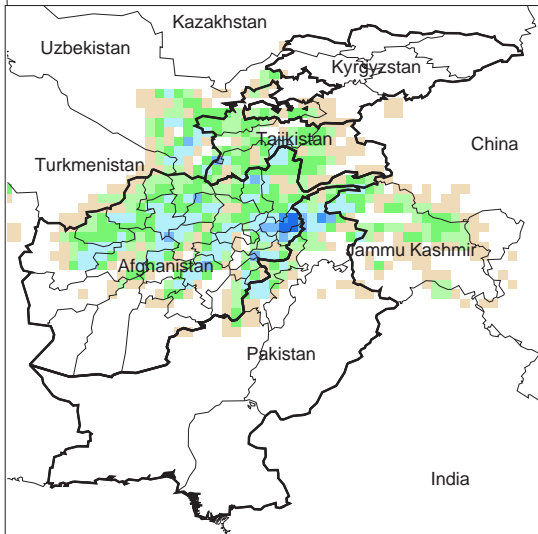 Kazakhstan
Uzbekistan
Kyrgyzstan
Tajikistan
China
Turkmenistan
Jammu Kashmir
Afghanistan
Pakistan
India